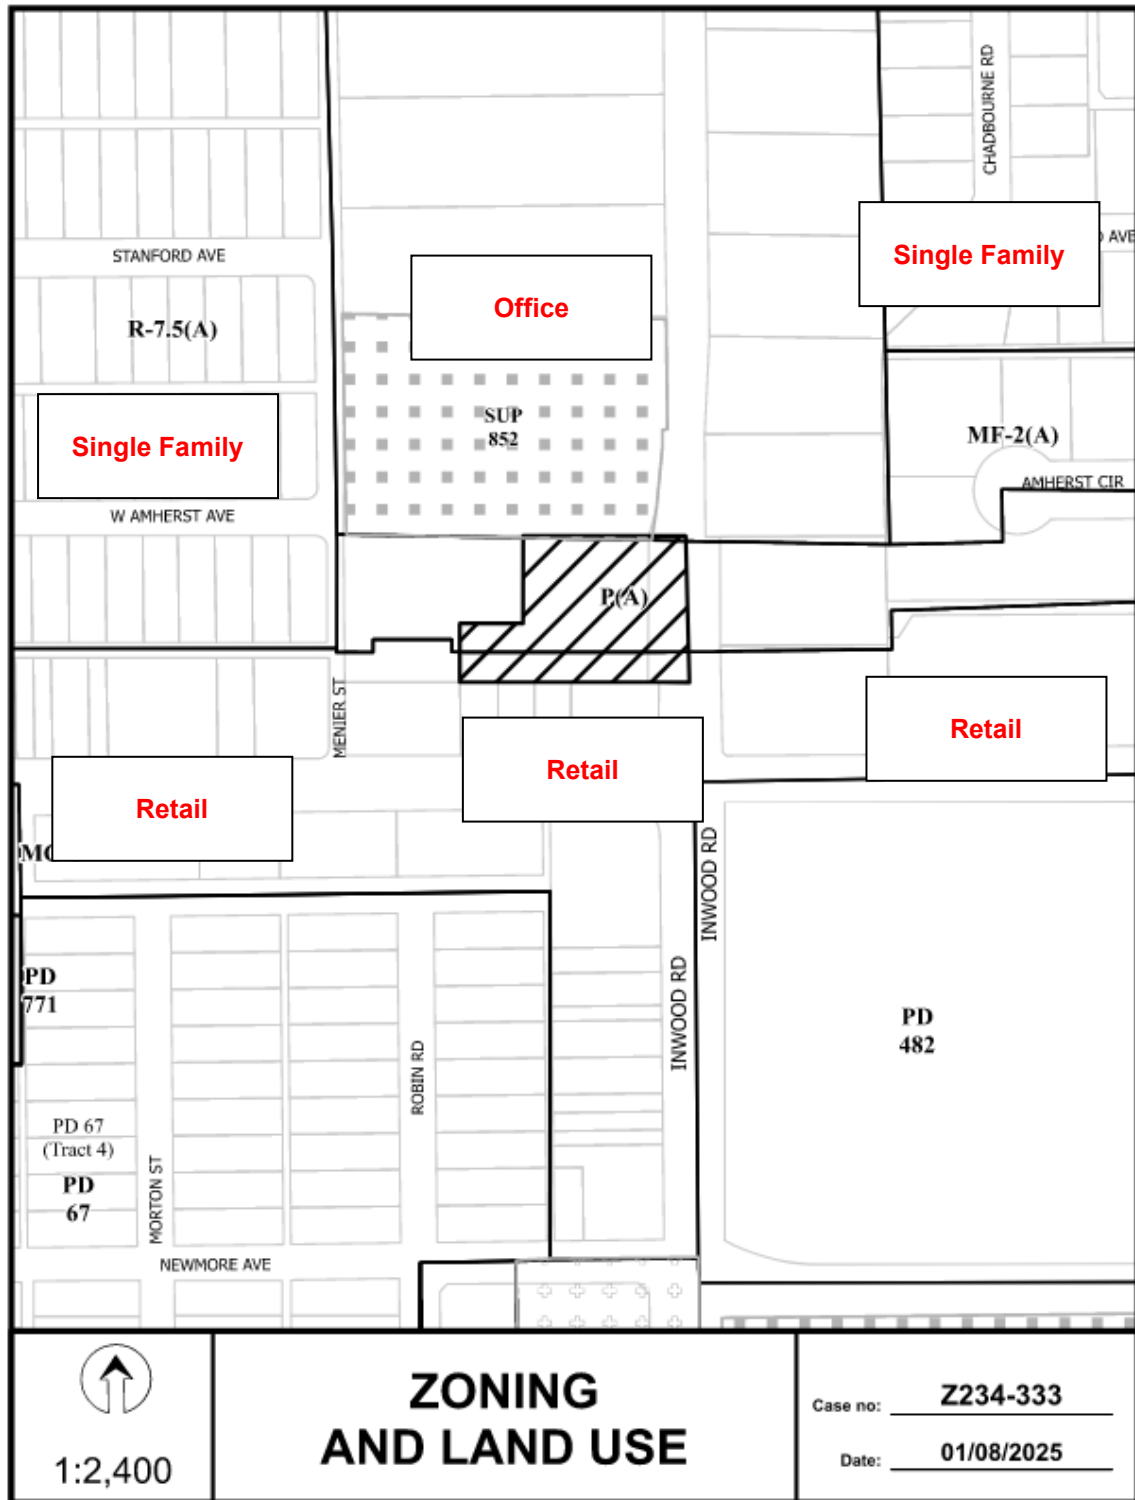 CHADBOURNE RD
STANFORD AVE
Single Family
AVE
Office
R-7.5(A)
SUP
852
MF-2(A)
Single Family
AMHERST CIR
W AMHERST AVE
P(A)
MENIER ST
Retail
Retail
Retail
INWOOD RD
PD
771
INWOOD RD
PD
482
ROBIN RD
PD 67
(Tract 4)
PD
67
MORTON ST
NEWMORE AVE
1:2,400
ZONING
AND LAND USE
Case no: Z234-333
Date: 01/08/2025